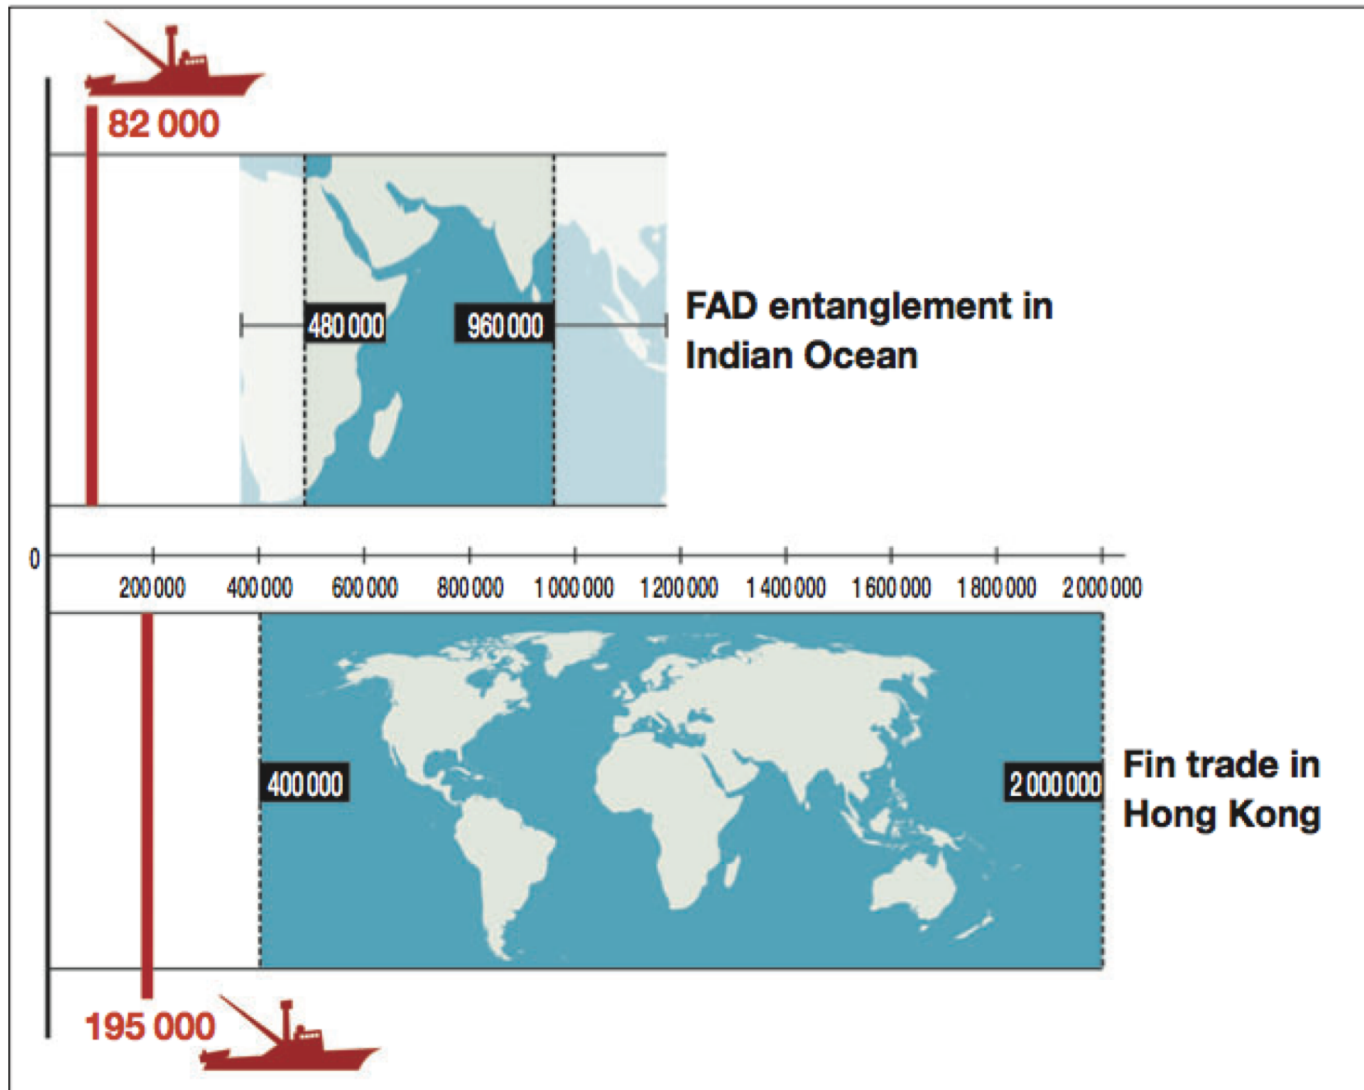 82 000
480 000
960 000
FAD entanglement in
Indian Ocean
0
200 000
400 000
600 000
800 000
1 000 000
1 200 000
1 400 000
1 600 000
1 800 000
2 000 000
400 000
2 000 000
Fin trade in
Hong Kong
195 000